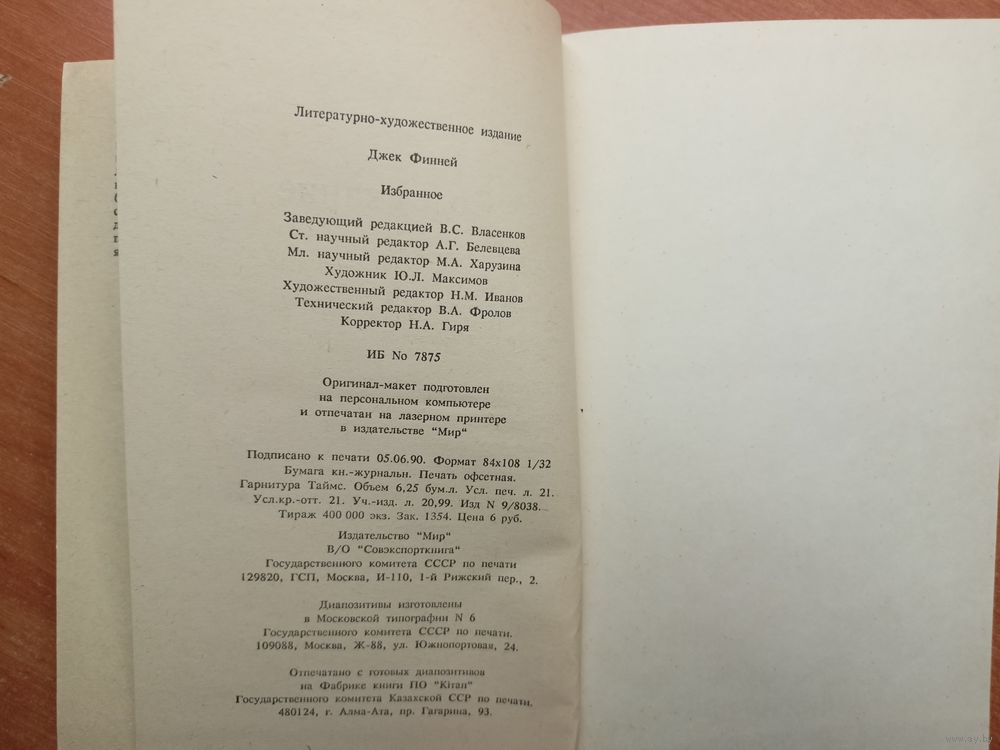 Литературно-художественное издание
Джек Финней
Избранное
Заведующий редакцией В.С. Власенков
Ст. научный редактор А.Г. Белевцева
Мл. научный редактор М.А. Харузина
Художник Ю.Л. Максимов
Художественный редактор Н.М. Иванов
Технический редактор В.А. Фролов
Корректор Н.А. Гиря
ИБ No 7875
Оригинал-макет подготовлен
на персональном компьютере
и отпечатан на лазерном принтере
в издательстве "Мир"
Подписано к печати 05.06.90. Формат 84х108 1/32
Бумага кн.-журнальн. Печать офсетная.
Гарнитура Таймс. Объем 6,25 бум.л. Усл. печ. л. 21.
Усл.кр.-отт. 21. Уч.-изд. л. 20,99. Изд N 9/8038.
Тираж 400 000 экз. Зак. 1354. Цена 6 руб.
Издательство "Мир"
В/О "Совэкспорткнига"
Государственного комитета СССР по печати
129820, ГСП, Москва, И-110, 1-й Рижский пер., 2.
Диапозитивы изготовлены
в Московской типографии N 6
Государственного комитета СССР по печати.
109088, Москва, Ж-88, ул. Южнопортовая, 24.
Отпечатано с готовых диапозитивов
на Фабрике книги ПО "Кітап"
Государственного комитета Казахской ССР по печати.
480124, г. Алма-Ата, пр. Гагарина, 93.
www.ay.by